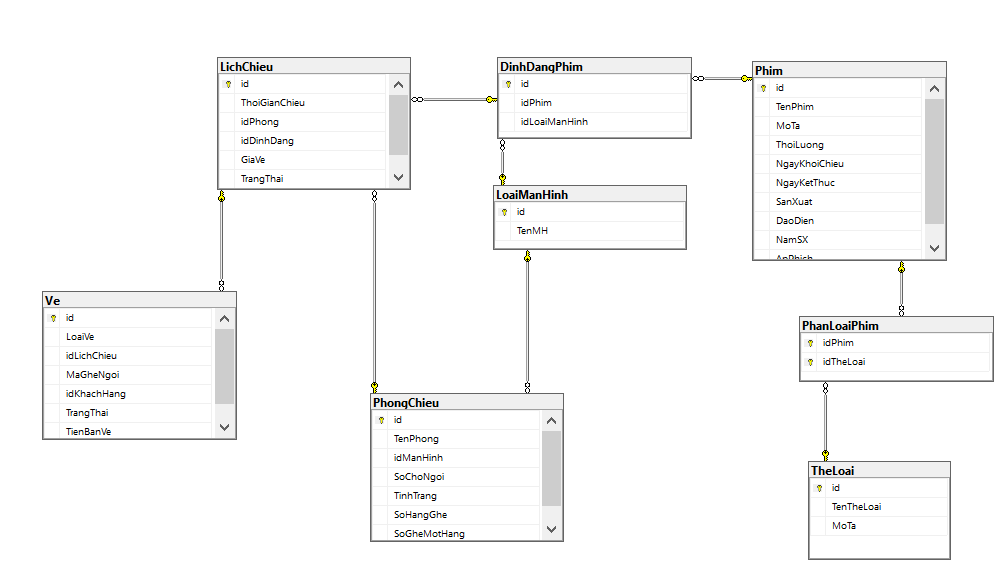 LichChieu
id
ThoiGianChieu
idPhong
idDinhDang
GiaVe
TrangThai
DinhDangPhim
id
idPhim
idLoaiManHinh
Phim
id
TenPhim
MoTa
ThoiLuong
NgayKhoiChieu
NgayKetThuc
SanXuat
DaoDien
NamSX
ApPhich
LoaiManHinh
id
TenMH
Ve
id
LoaiVe
idLichChieu
MaGheNgoi
idKhachHang
TrangThai
TienBanVe
PhongChieu
id
TenPhong
idManHinh
SoChoNgoi
TinhTrang
SoHangGhe
SoGheMotHang
PhanLoaiPhim
idPhim
idTheLoai
TheLoai
id
TenTheLoai
MoTa